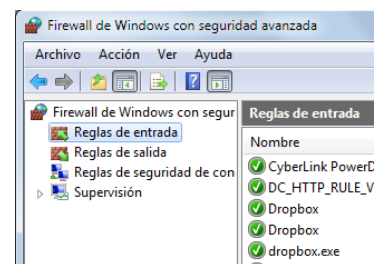 Firewall de Windows con seguridad avanzada
Archivo Acción Ver Ayuda
Firewall de Windows con segur
Reglas de entrada
Reglas de salida
Reglas de seguridad de con
Supervisión
Reglas de entrada
Nombre
CyberLink PowerD
DC_HTTP_RULE_V
Dropbox
Dropbox
dropbox.exe